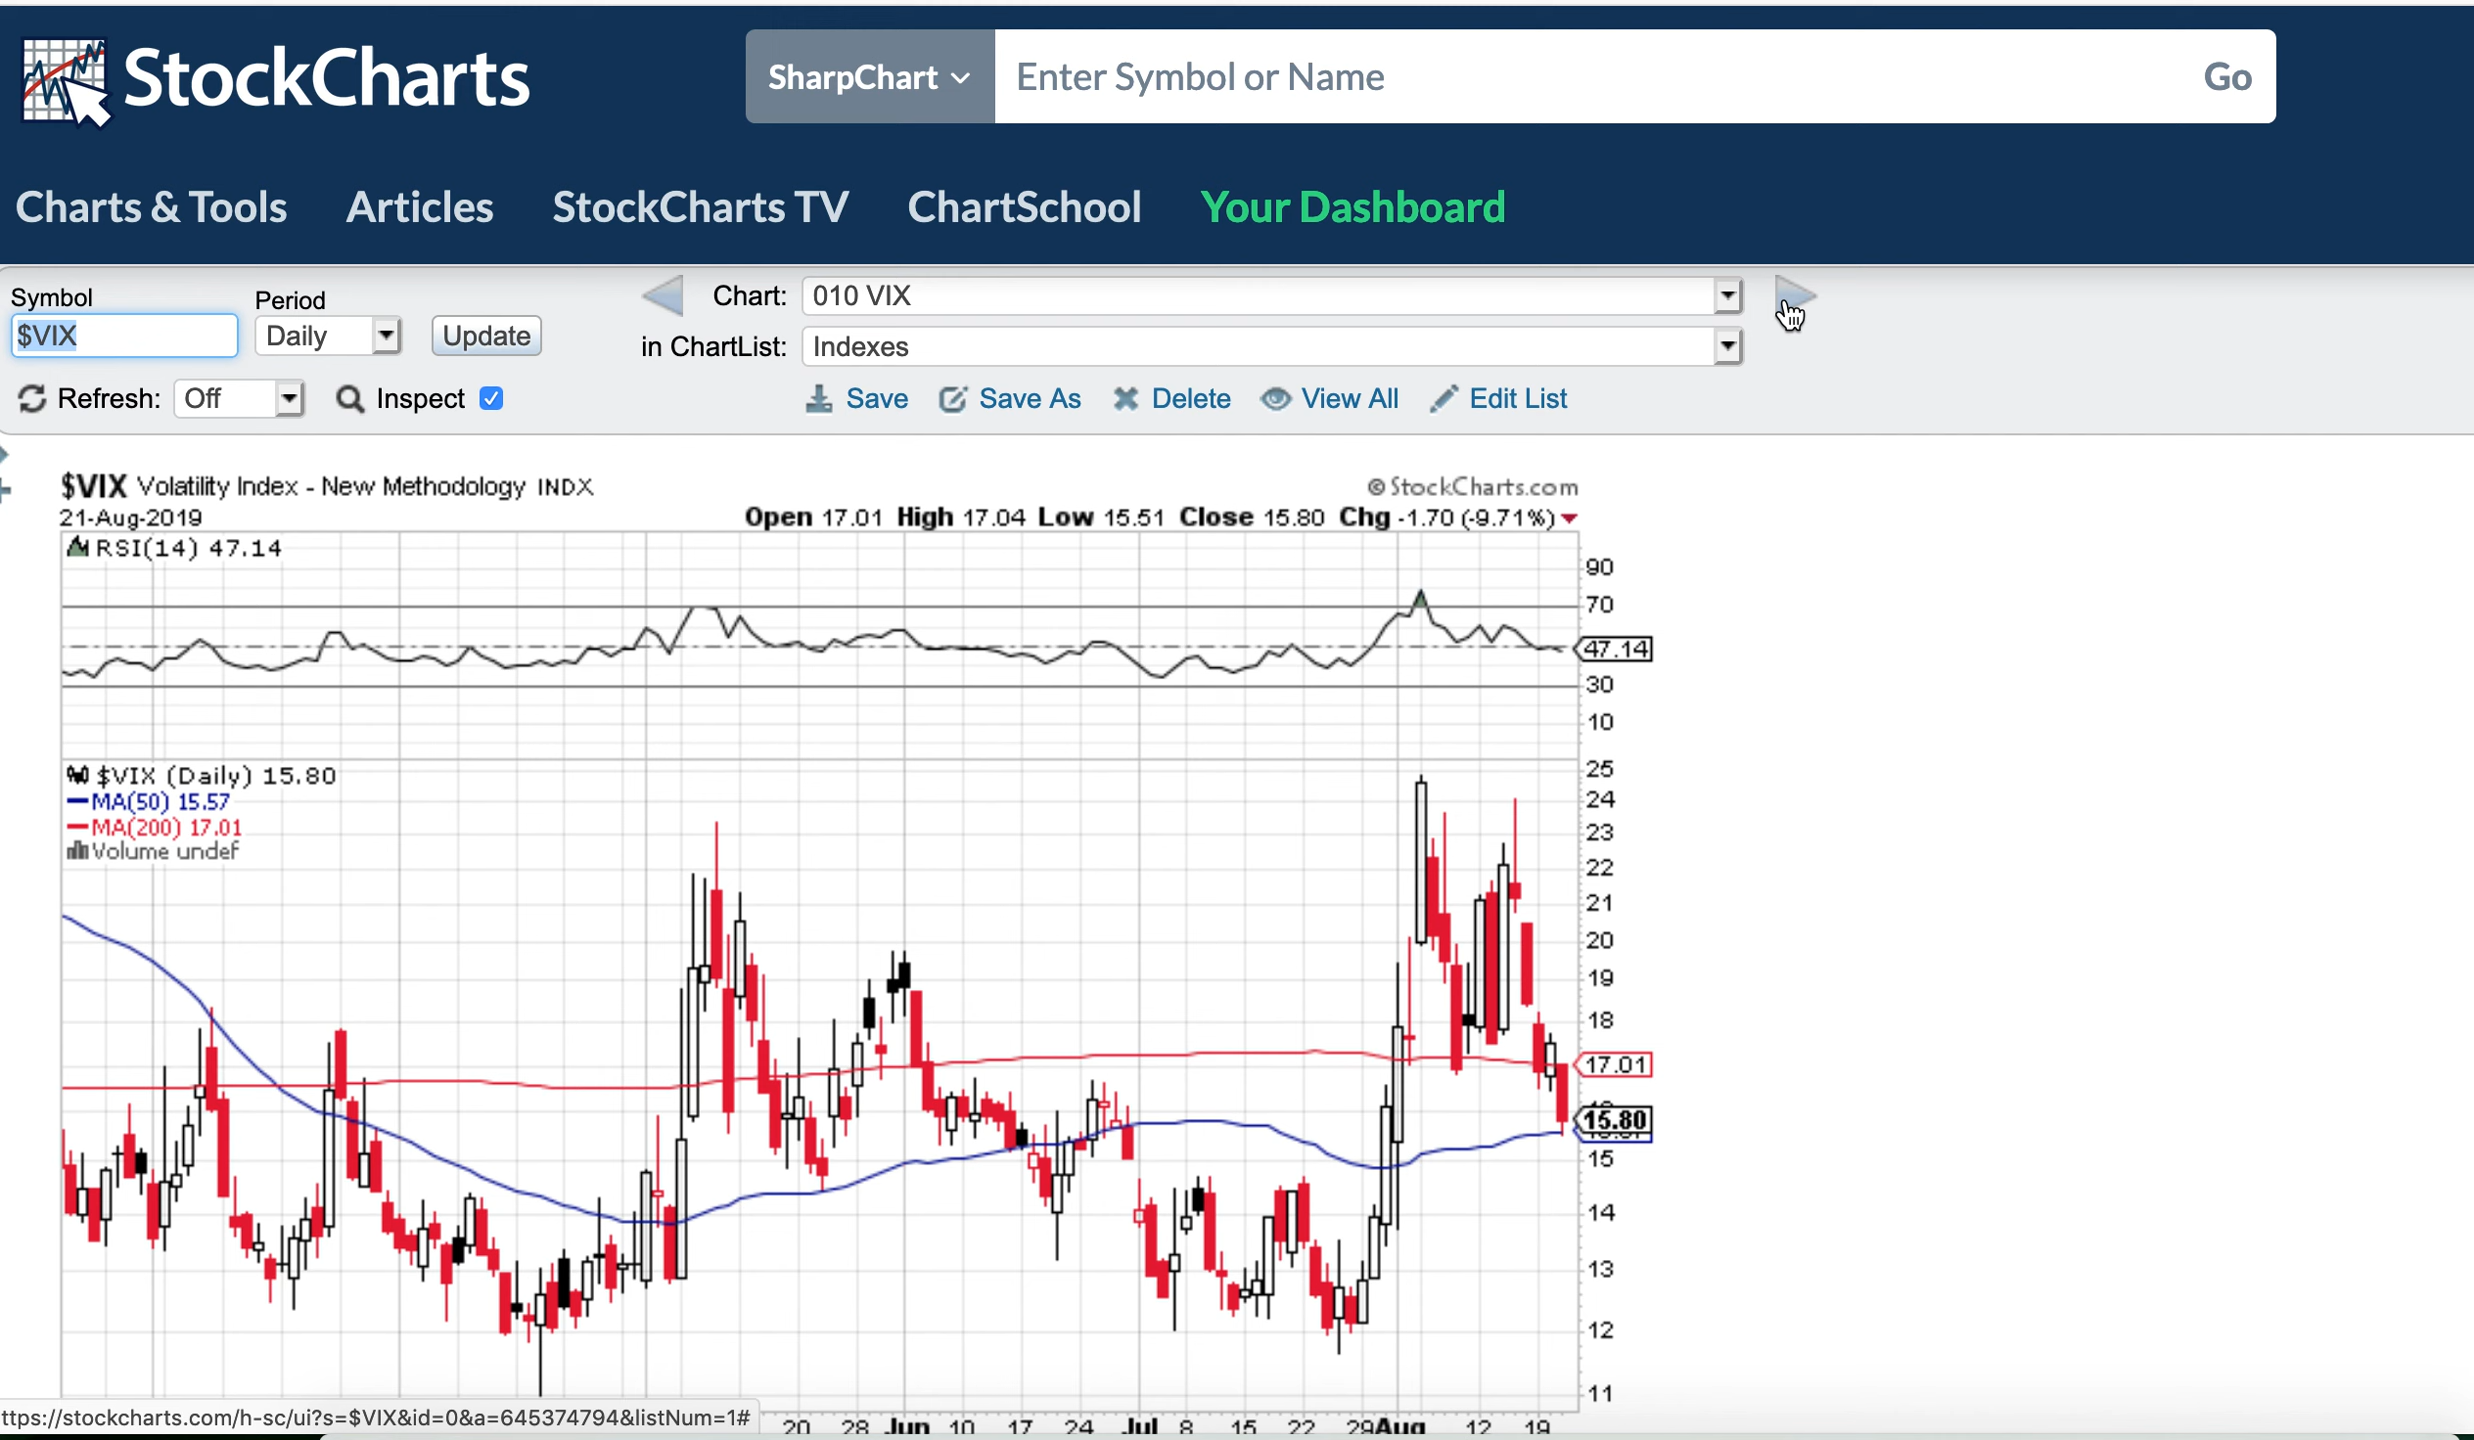 StockCharts
SharpChart Enter Symbol or Name Go
Charts & Tools Articles StockCharts TV ChartSchool Your Dashboard
Symbol Period Chart: 010 VIX
$VIX Daily Update in ChartList: Indexes
Refresh: Off Inspect Save Save As Delete View All Edit List
$VIX Volatility Index - New Methodology INDX © StockCharts.com
21-Aug-2019 Open 17.01 High 17.04 Low 15.51 Close 15.80 Chg -1.70 (-9.71%)
RSI(14) 47.14
90
70
47.14
30
10
$VIX (Daily) 15.80
MA(50) 15.57
MA(200) 17.01
Volume undef
25
24
23
22
21
20
19
18
17.01
15.80
15
14
13
12
11
ttps://stockcharts.com/h-sc/ui?s=$VIX&id=0&a=645374794&listNum=1#
20 28 Jun 10 17 24 Jul 8 15 22 29 Aug 12 19